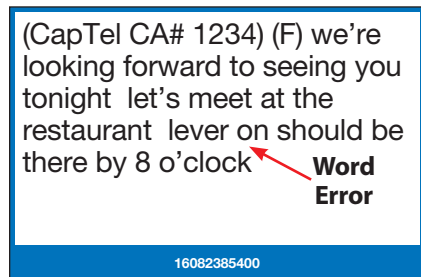 (CapTel CA# 1234) (F) we're
looking forward to seeing you
tonight  let's meet at the
restaurant  lever on should be
there by 8 o'clock
Word
Error
16082385400